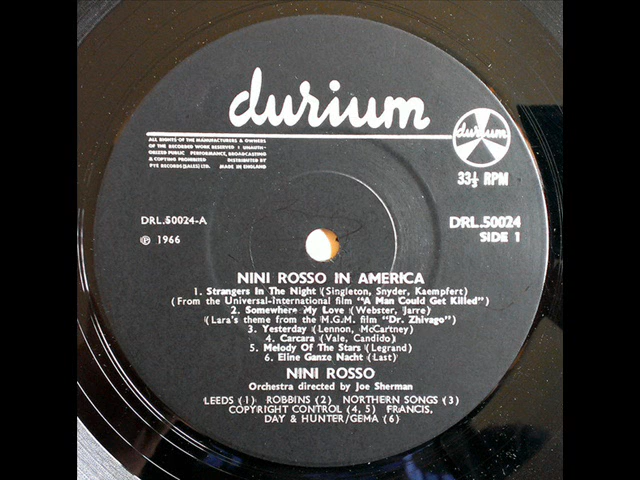 durium
ALL RIGHTS OF THE MANUFACTURERS & OWNERS
OF THE RECORDED WORK RESERVED ! UNAUTH-
ORIZED PUBLIC PERFORMANCE, BROADCASTING
& COPYING PROHIBITED DISTRIBUTED BY
PYE RECORDS (SALES) LTD. MADE IN ENGLAND
durium
33⅓ RPM
DRL.50024-A
℗ 1966
DRL.50024
SIDE 1
NINI ROSSO IN AMERICA
1. Strangers In The Night (Singleton, Snyder, Kaempfert)
(From the Universal-International film "A Man Could Get Killed")
2. Somewhere My Love (Webster, Jarre)
(Lara's theme from the M.G.M. film "Dr. Zhivago")
3. Yesterday (Lennon, McCartney)
4. Carcara (Vale, Candido)
5. Melody Of The Stars (Legrand)
6. Eline Ganze Nacht (Last)
NINI ROSSO
Orchestra directed by Joe Sherman
LEEDS (1) ROBBINS (2) NORTHERN SONGS (3)
COPYRIGHT CONTROL (4, 5) FRANCIS,
DAY & HUNTER/GEMA (6)